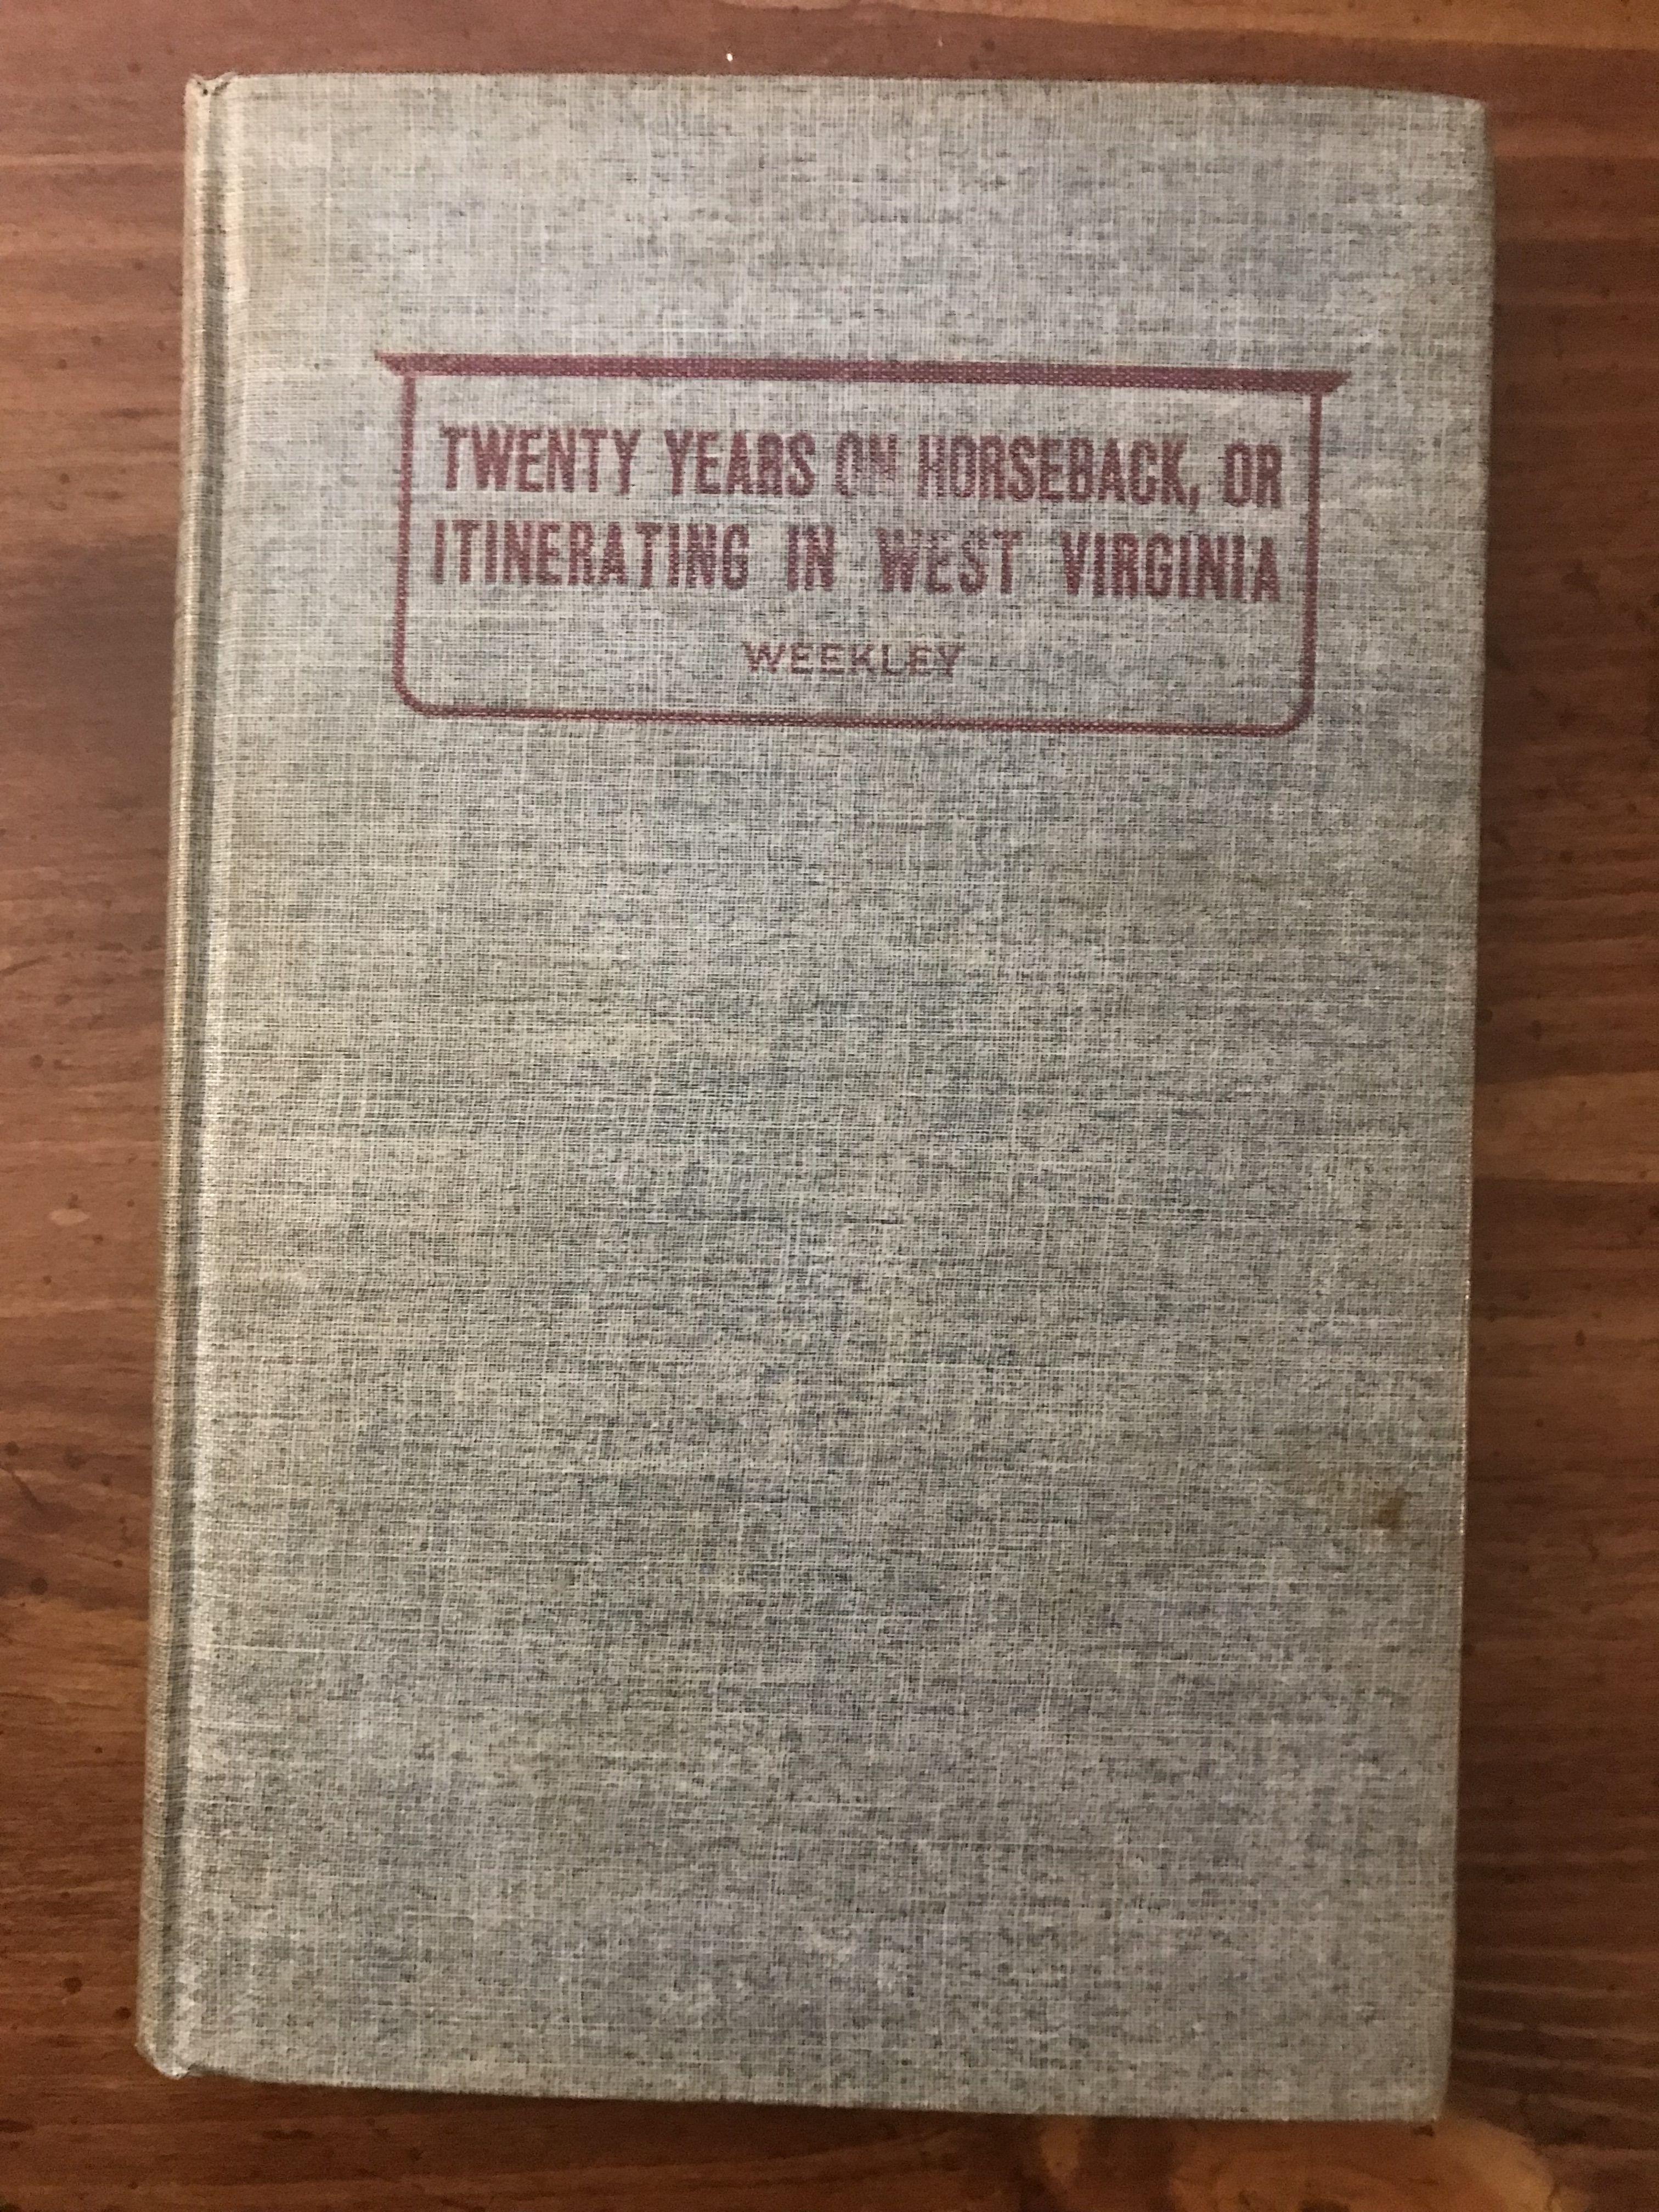 TWENTY YEARS ON HORSEBACK, OR
ITINERATING IN WEST VIRGINIA
WEEKLEY